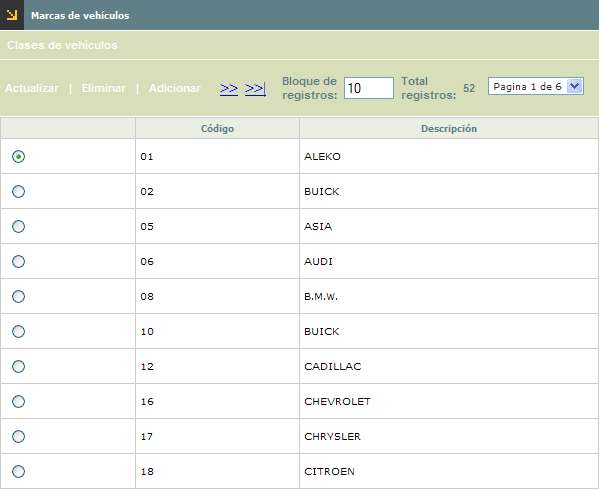 Marcas de vehículos
Clases de vehiculos
Actualizar | Eliminar | Adicionar >> >>| Bloque de registros: 10 Total registros: 52 Pagina 1 de 6
Código Descripción
01 ALEKO
02 BUICK
05 ASIA
06 AUDI
08 B.M.W.
10 BUICK
12 CADILLAC
16 CHEVROLET
17 CHRYSLER
18 CITROEN